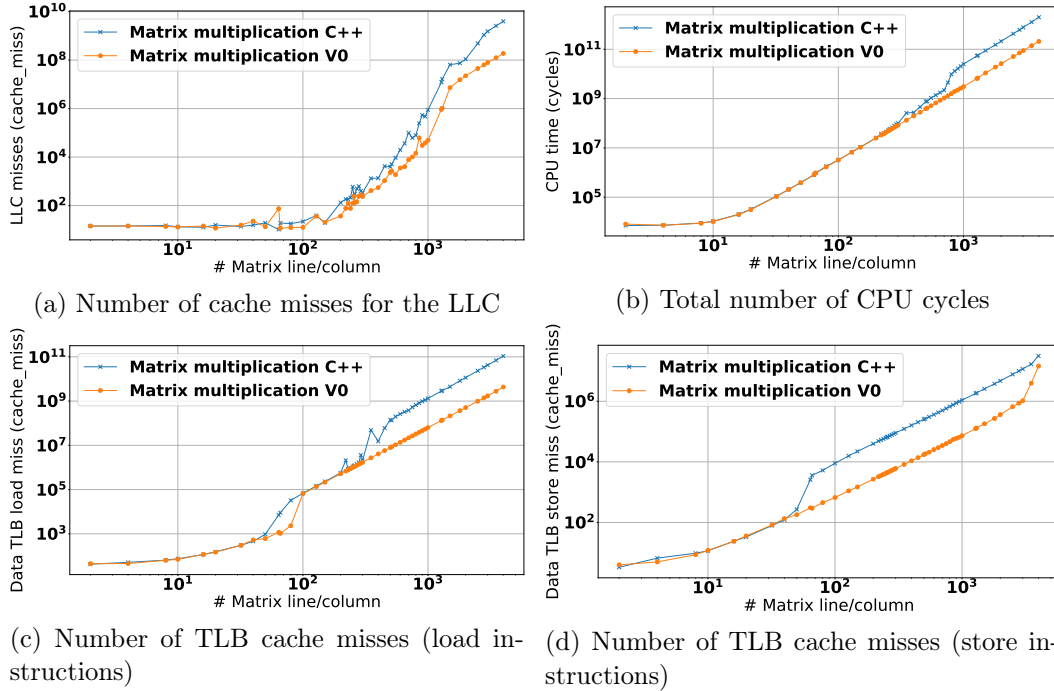 LLC misses (cache_miss)
10^10
10^8
10^6
10^4
10^2
Matrix multiplication C++
Matrix multiplication V0
10^1
10^2
10^3
# Matrix line/column
(a) Number of cache misses for the LLC
CPU time (cycles)
10^11
10^9
10^7
10^5
Matrix multiplication C++
Matrix multiplication V0
10^1
10^2
10^3
# Matrix line/column
(b) Total number of CPU cycles
Data TLB load miss (cache_miss)
10^11
10^9
10^7
10^5
10^3
Matrix multiplication C++
Matrix multiplication V0
10^1
10^2
10^3
# Matrix line/column
(c) Number of TLB cache misses (load in-
structions)
Data TLB store miss (cache_miss)
10^6
10^4
10^2
Matrix multiplication C++
Matrix multiplication V0
10^1
10^2
10^3
# Matrix line/column
(d) Number of TLB cache misses (store in-
structions)